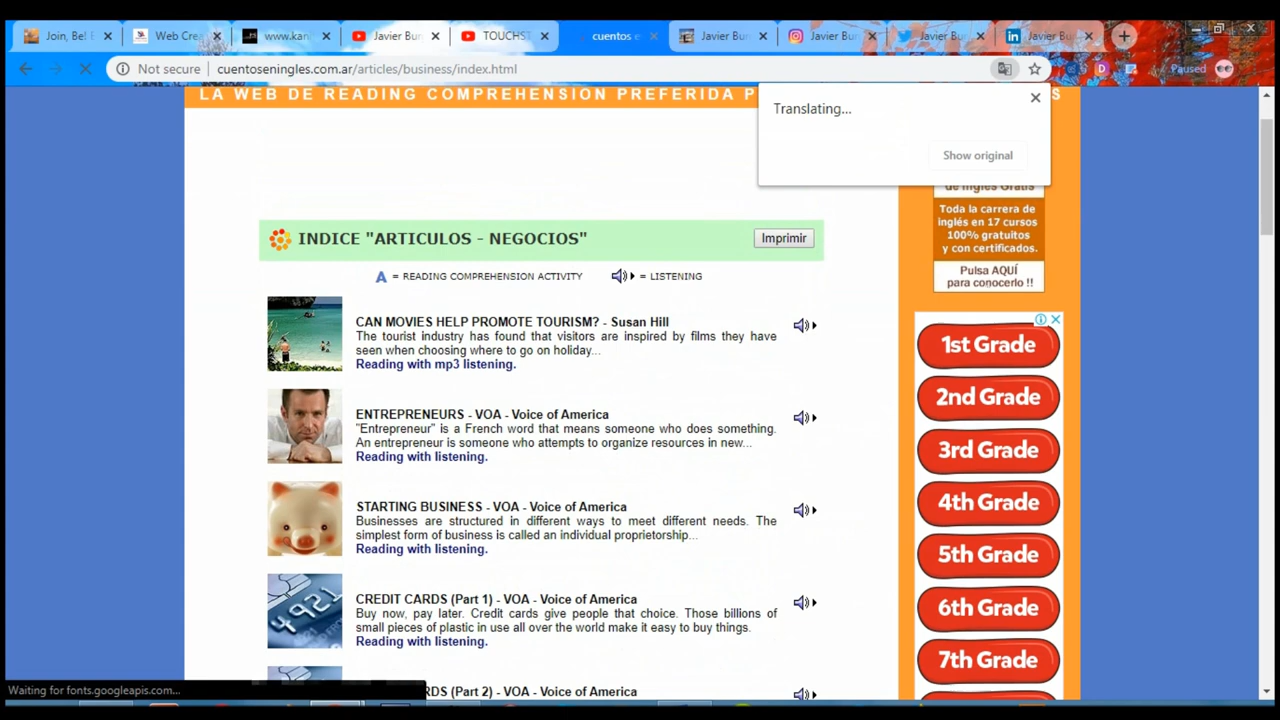 Join, Be! E
Web Crea
www.kan
Javier Bun
TOUCHST
cuentos e
Javier Bun
Javier Bun
Javier Bun
Javier Bun
Not secure
cuentoseningles.com.ar/articles/business/index.html
D
Paused
LA WEB DE READING COMPREHENSION PREFERIDA P
S
Translating...
Show original
de Inglés Gratis
Toda la carrera de
inglés en 17 cursos
100% gratuitos
y con certificados.
Pulsa AQUÍ
para conocerlo !!
INDICE "ARTICULOS - NEGOCIOS"
Imprimir
A = READING COMPREHENSION ACTIVITY
= LISTENING
CAN MOVIES HELP PROMOTE TOURISM? - Susan Hill
The tourist industry has found that visitors are inspired by films they have
seen when choosing where to go on holiday...
Reading with mp3 listening.
ENTREPRENEURS - VOA - Voice of America
"Entrepreneur" is a French word that means someone who does something.
An entrepreneur is someone who attempts to organize resources in new...
Reading with listening.
STARTING BUSINESS - VOA - Voice of America
Businesses are structured in different ways to meet different needs. The
simplest form of business is called an individual proprietorship...
Reading with listening.
4921
CREDIT CARDS (Part 1) - VOA - Voice of America
Buy now, pay later. Credit cards give people that choice. Those billions of
small pieces of plastic in use all over the world make it easy to buy things.
Reading with listening.
RDS (Part 2) - VOA - Voice of America
1st Grade
2nd Grade
3rd Grade
4th Grade
5th Grade
6th Grade
7th Grade
Waiting for fonts.googleapis.com...